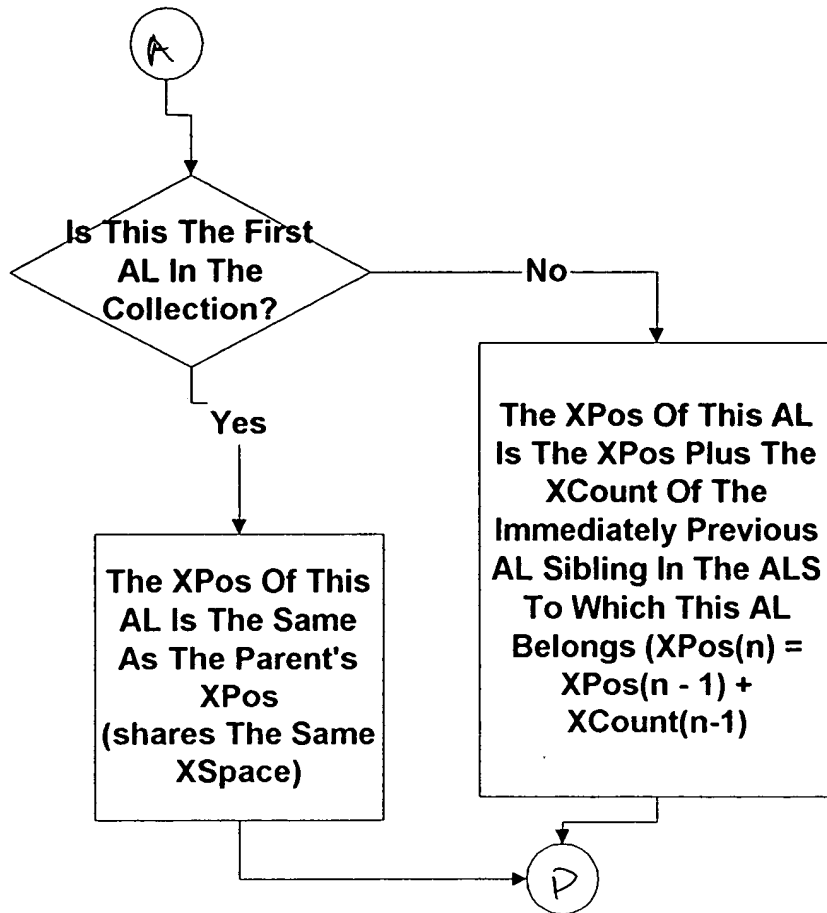 A
Is This The First
AL In The
Collection?
No
Yes
The XPos Of This AL
Is The XPos Plus The
XCount Of The
Immediately Previous
AL Sibling In The ALS
To Which This AL
Belongs (XPos(n) =
XPos(n - 1) +
XCount(n-1)
The XPos Of This
AL Is The Same
As The Parent's
XPos
(shares The Same
XSpace)
D